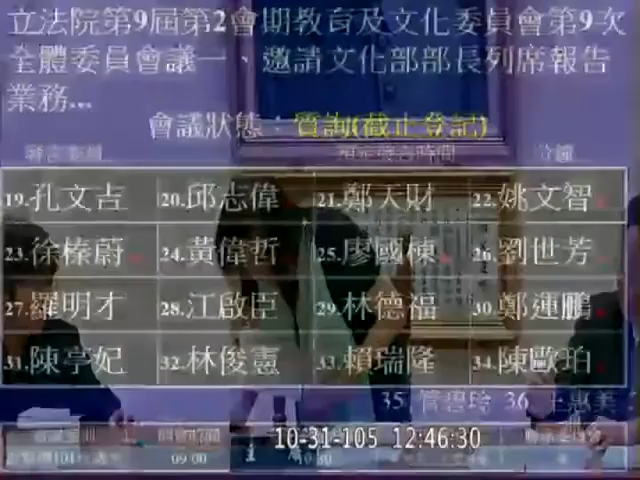 立法院第9屆第2會期教育及文化委員會第9次
全體委員會議一、邀請文化部部長列席報告
業務...
會議狀態：質詢(截止登記)
19.孔文吉 20.邱志偉 21.鄭天財 22.姚文智
23.徐榛蔚 24.黃偉哲 25.廖國棟 26.劉世芳
27.羅明才 28.江啟臣 29.林德福 30.鄭運鵬
31.陳學 32.林俊憲 33.賴瑞隆 34.陳歐珀
35. 管碧玲 36. 王惠美
10-31-105 12:46:30
09:00